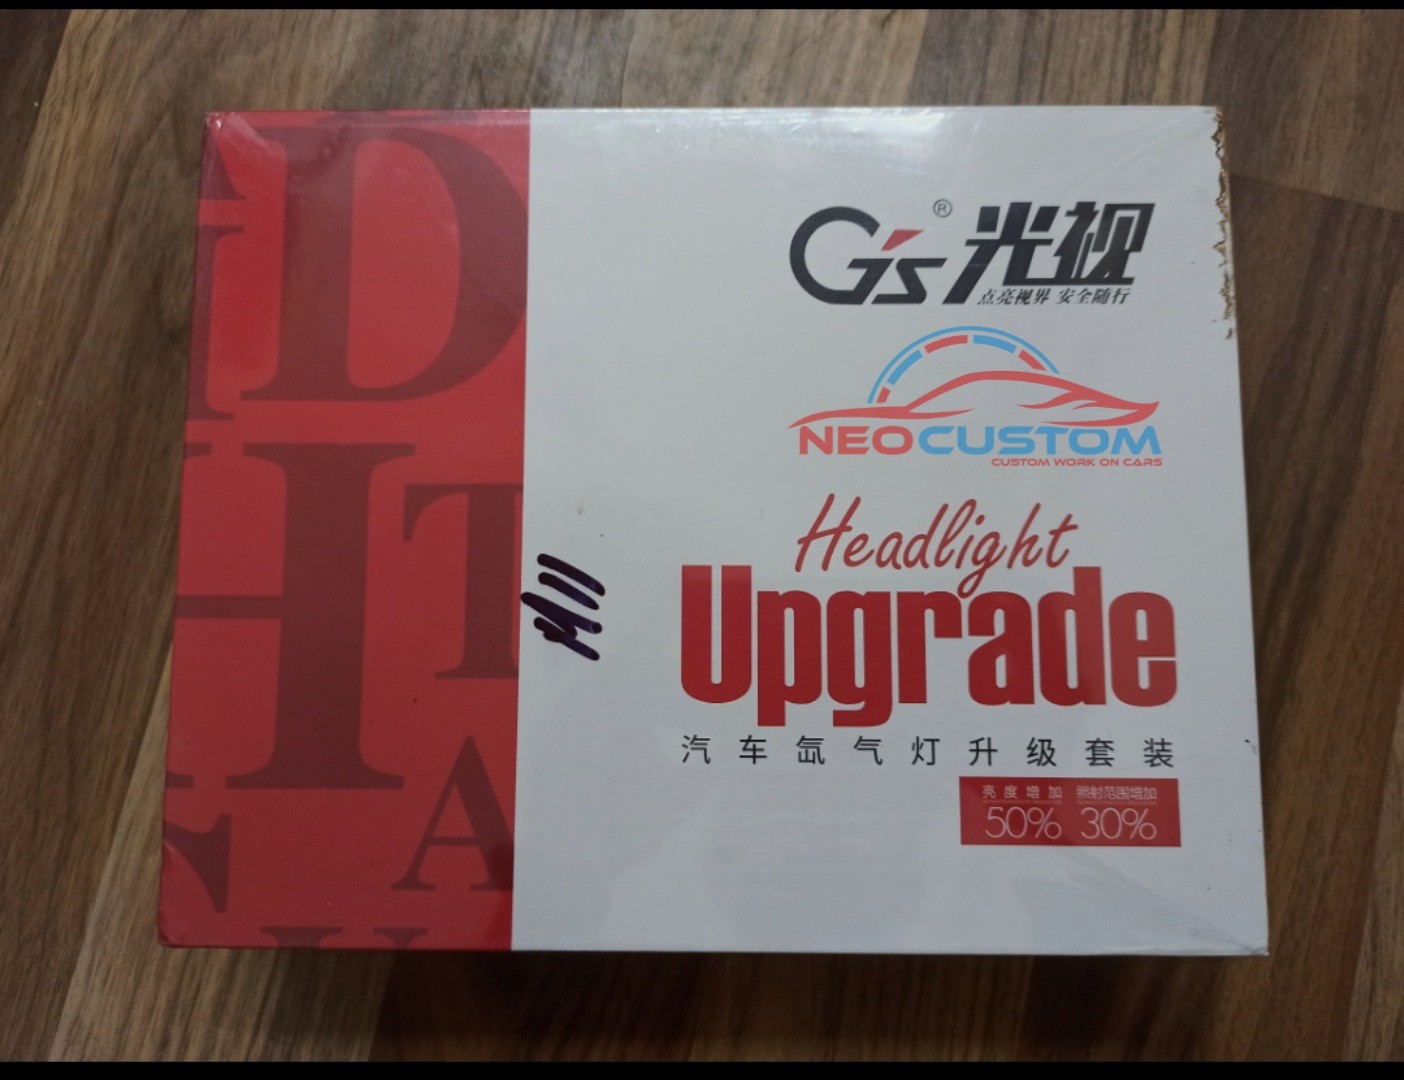 G's® 光视
点亮视界 安全随行
NEOCUSTOM
CUSTOM WORK ON CARS
Headlight
Upgrade
汽车氙气灯升级套装
亮度增加 照射范围增加
50% 30%
D
H
T
A